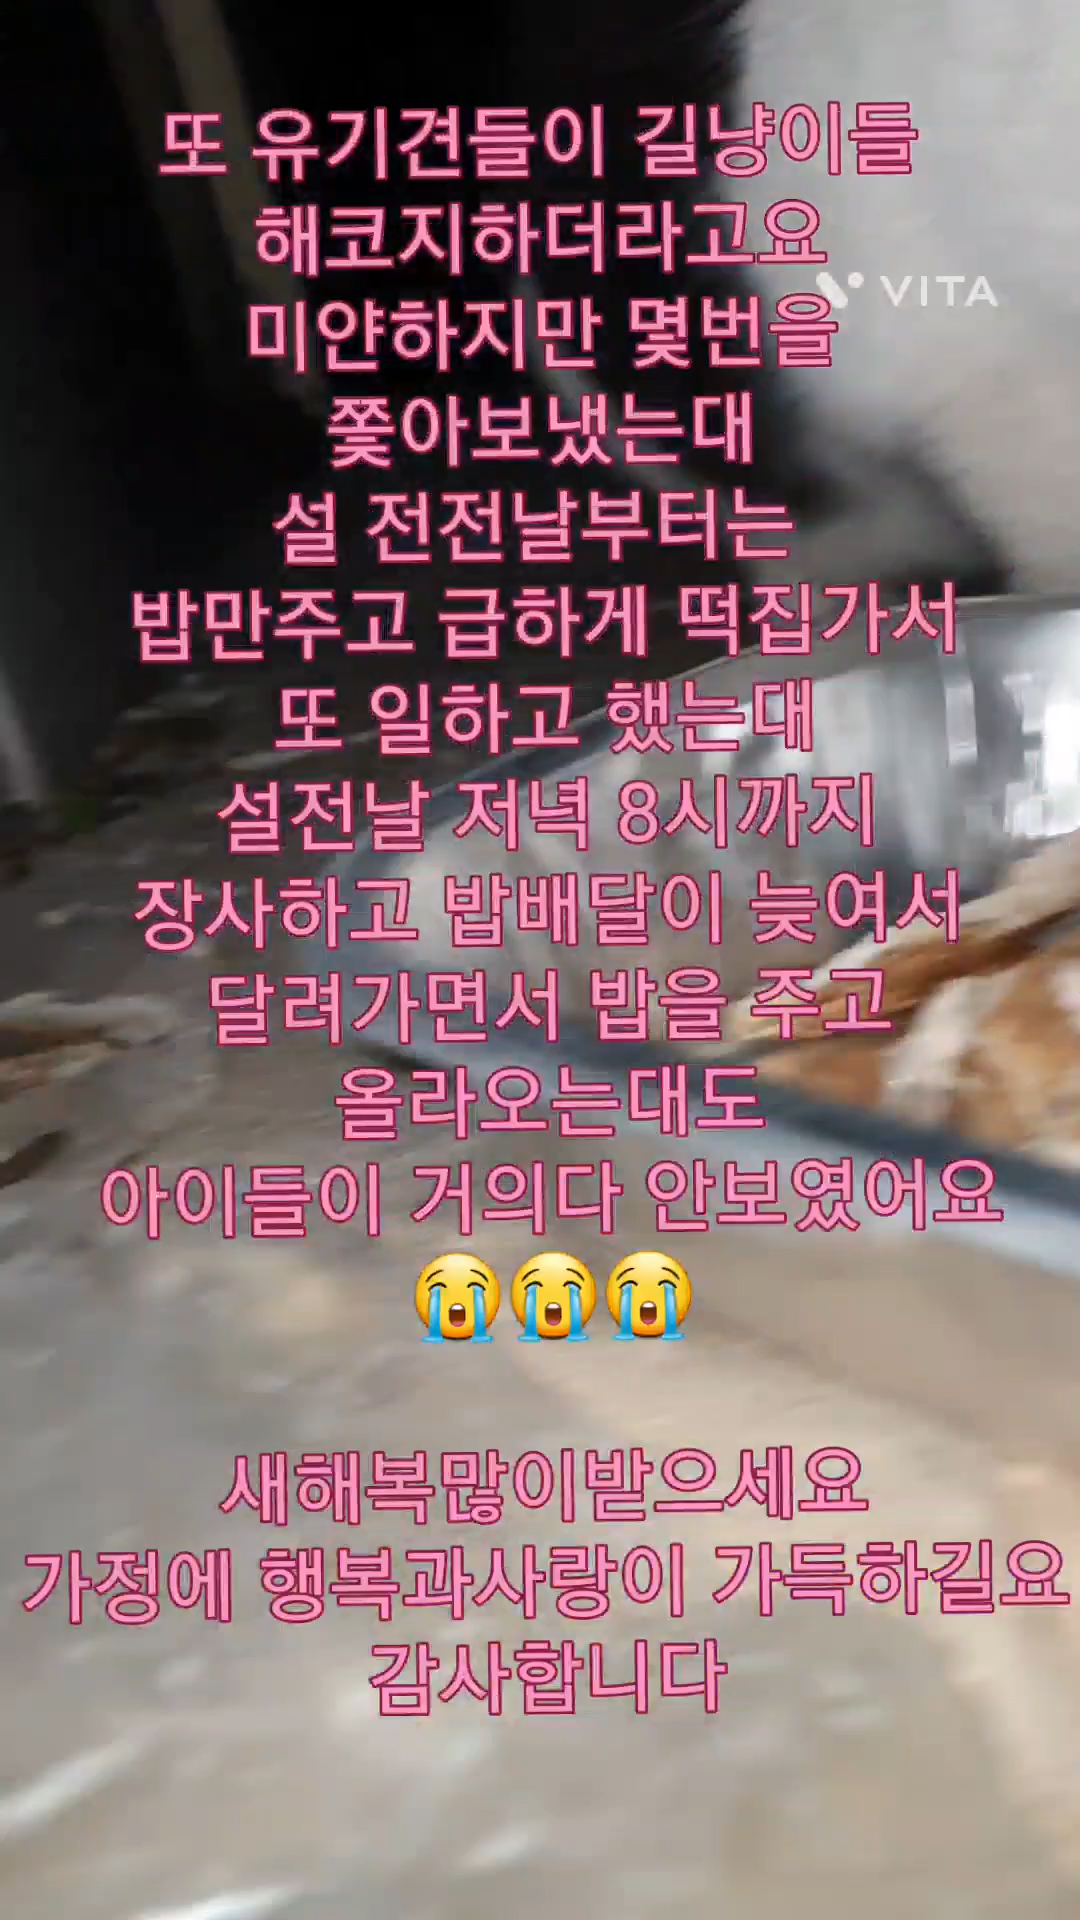 또 유기견들이 길냥이들
해코지하더라고요
VITA
미얀하지만 몇번을
쫓아보냈는대
설 전전날부터는
밥만주고 급하게 떡집가서
또 일하고 했는대
설전날 저녁 8시까지
장사하고 밥배달이 늦여서
달려가면서 밥을 주고
올라오는대도
아이들이 거의다 안보였어요
😭😭😭
새해복많이받으세요
가정에 행복과사랑이 가득하길요
감사합니다